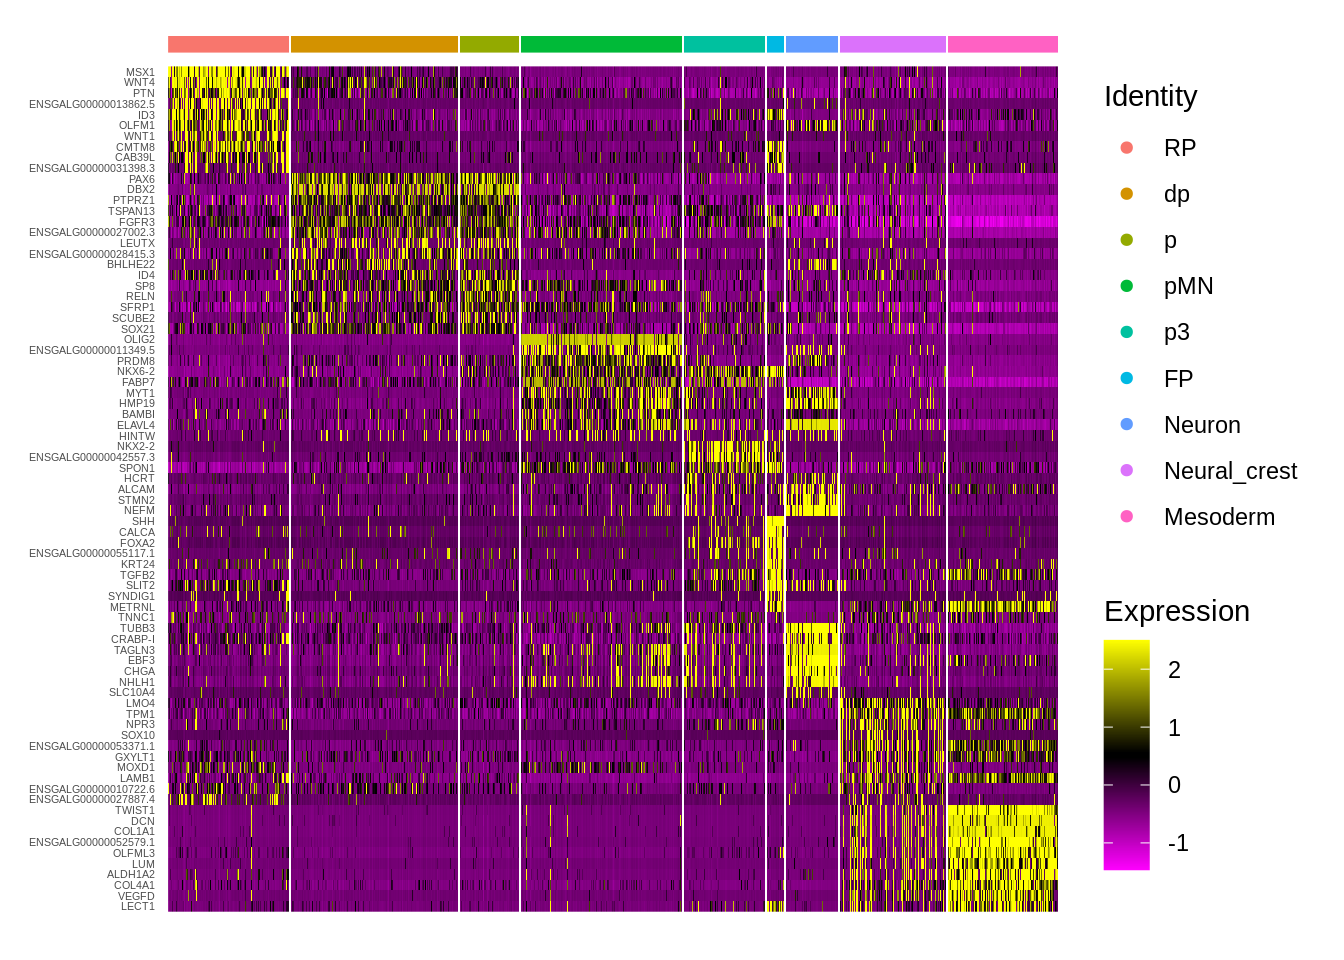 MSX1
WNT4
PTN
ENSGALG00000013862.5
ID3
OLFM1
WNT1
CMTM8
CAB39L
ENSGALG00000031398.3
PAX6
DBX2
PTPRZ1
TSPAN13
FGFR3
ENSGALG00000027002.3
LEUTX
ENSGALG00000028415.3
BHLHE22
ID4
SP8
RELN
SFRP1
SCUBE2
SOX21
OLIG2
ENSGALG00000011349.5
PRDM8
NKX6-2
FABP7
MYT1
HMP19
BAMBI
ELAVL4
HINTW
NKX2-2
ENSGALG00000042557.3
SPON1
HCRT
ALCAM
STMN2
NEFM
SHH
CALCA
FOXA2
ENSGALG00000055117.1
KRT24
TGFB2
SLIT2
SYNDIG1
METRNL
TNNC1
TUBB3
CRABP-I
TAGLN3
EBF3
CHGA
NHLH1
SLC10A4
LMO4
TPM1
NPR3
SOX10
ENSGALG00000053371.1
GXYLT1
MOXD1
LAMB1
ENSGALG00000010722.6
ENSGALG00000027887.4
TWIST1
DCN
COL1A1
ENSGALG00000052579.1
OLFML3
LUM
ALDH1A2
COL4A1
VEGFD
LECT1
Identity
RP
dp
p
pMN
p3
FP
Neuron
Neural_crest
Mesoderm
Expression
2
1
0
-1